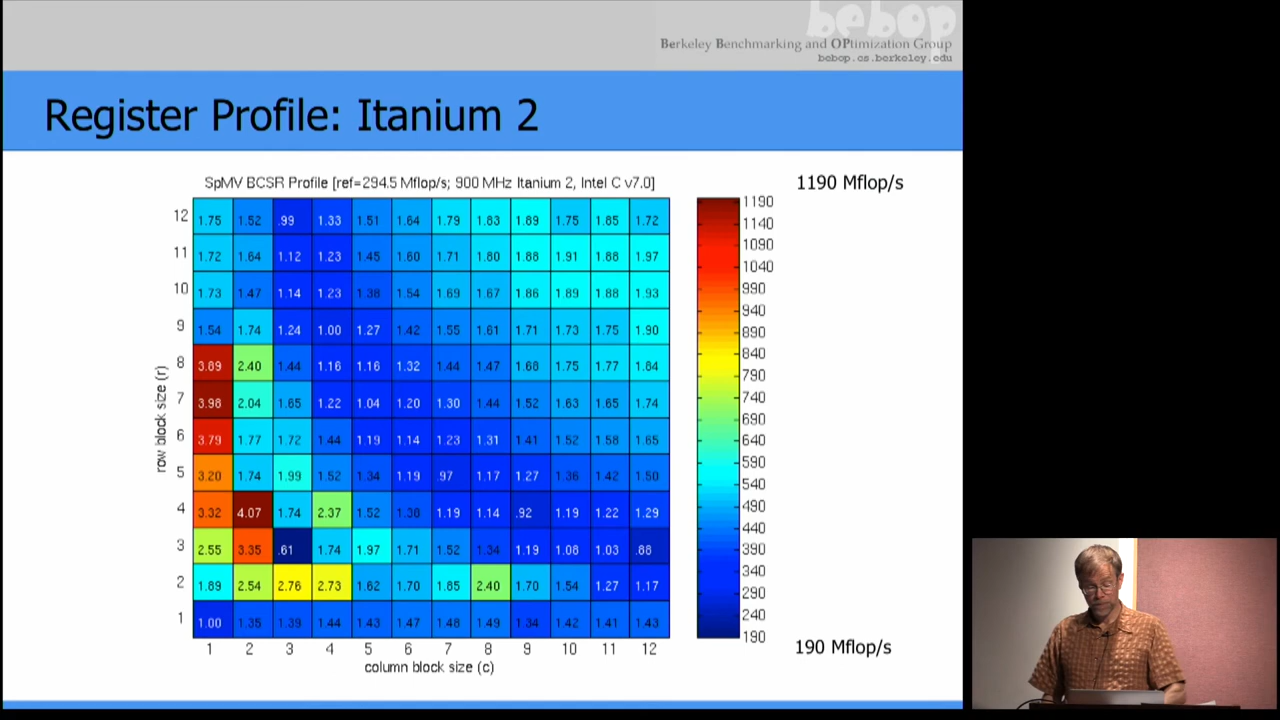 bebop
Berkeley Benchmarking and OPtimization Group
bebop.cs.berkeley.edu
Register Profile: Itanium 2
SpMV BCSR Profile [ref=294.5 Mflop/s; 900 MHz Itanium 2, Intel C v7.0]
1190 Mflop/s
12 1.75 1.52 .99 1.33 1.51 1.64 1.79 1.83 1.89 1.75 1.85 1.72
11 1.72 1.64 1.12 1.23 1.45 1.60 1.71 1.80 1.88 1.91 1.88 1.97
10 1.73 1.47 1.14 1.23 1.38 1.54 1.69 1.67 1.86 1.89 1.88 1.93
9 1.54 1.74 1.24 1.00 1.27 1.42 1.55 1.61 1.71 1.73 1.75 1.90
8 3.89 2.40 1.44 1.16 1.16 1.32 1.44 1.47 1.68 1.75 1.77 1.84
7 3.98 2.04 1.65 1.22 1.04 1.20 1.30 1.44 1.52 1.63 1.65 1.74
6 3.79 1.77 1.72 1.44 1.19 1.14 1.23 1.31 1.41 1.52 1.58 1.65
5 3.20 1.74 1.99 1.52 1.34 1.19 .97 1.17 1.27 1.36 1.42 1.50
4 3.32 4.07 1.74 2.37 1.52 1.38 1.19 1.14 .92 1.19 1.22 1.29
3 2.55 3.35 .61 1.74 1.97 1.71 1.52 1.34 1.19 1.08 1.03 .88
2 1.89 2.54 2.76 2.73 1.62 1.70 1.85 2.40 1.70 1.54 1.27 1.17
1 1.00 1.35 1.39 1.44 1.43 1.47 1.48 1.49 1.34 1.42 1.41 1.43
1 2 3 4 5 6 7 8 9 10 11 12
row block size (r)
column block size (c)
1190
1140
1090
1040
990
940
890
840
790
740
690
640
590
540
490
440
390
340
290
240
190
190 Mflop/s